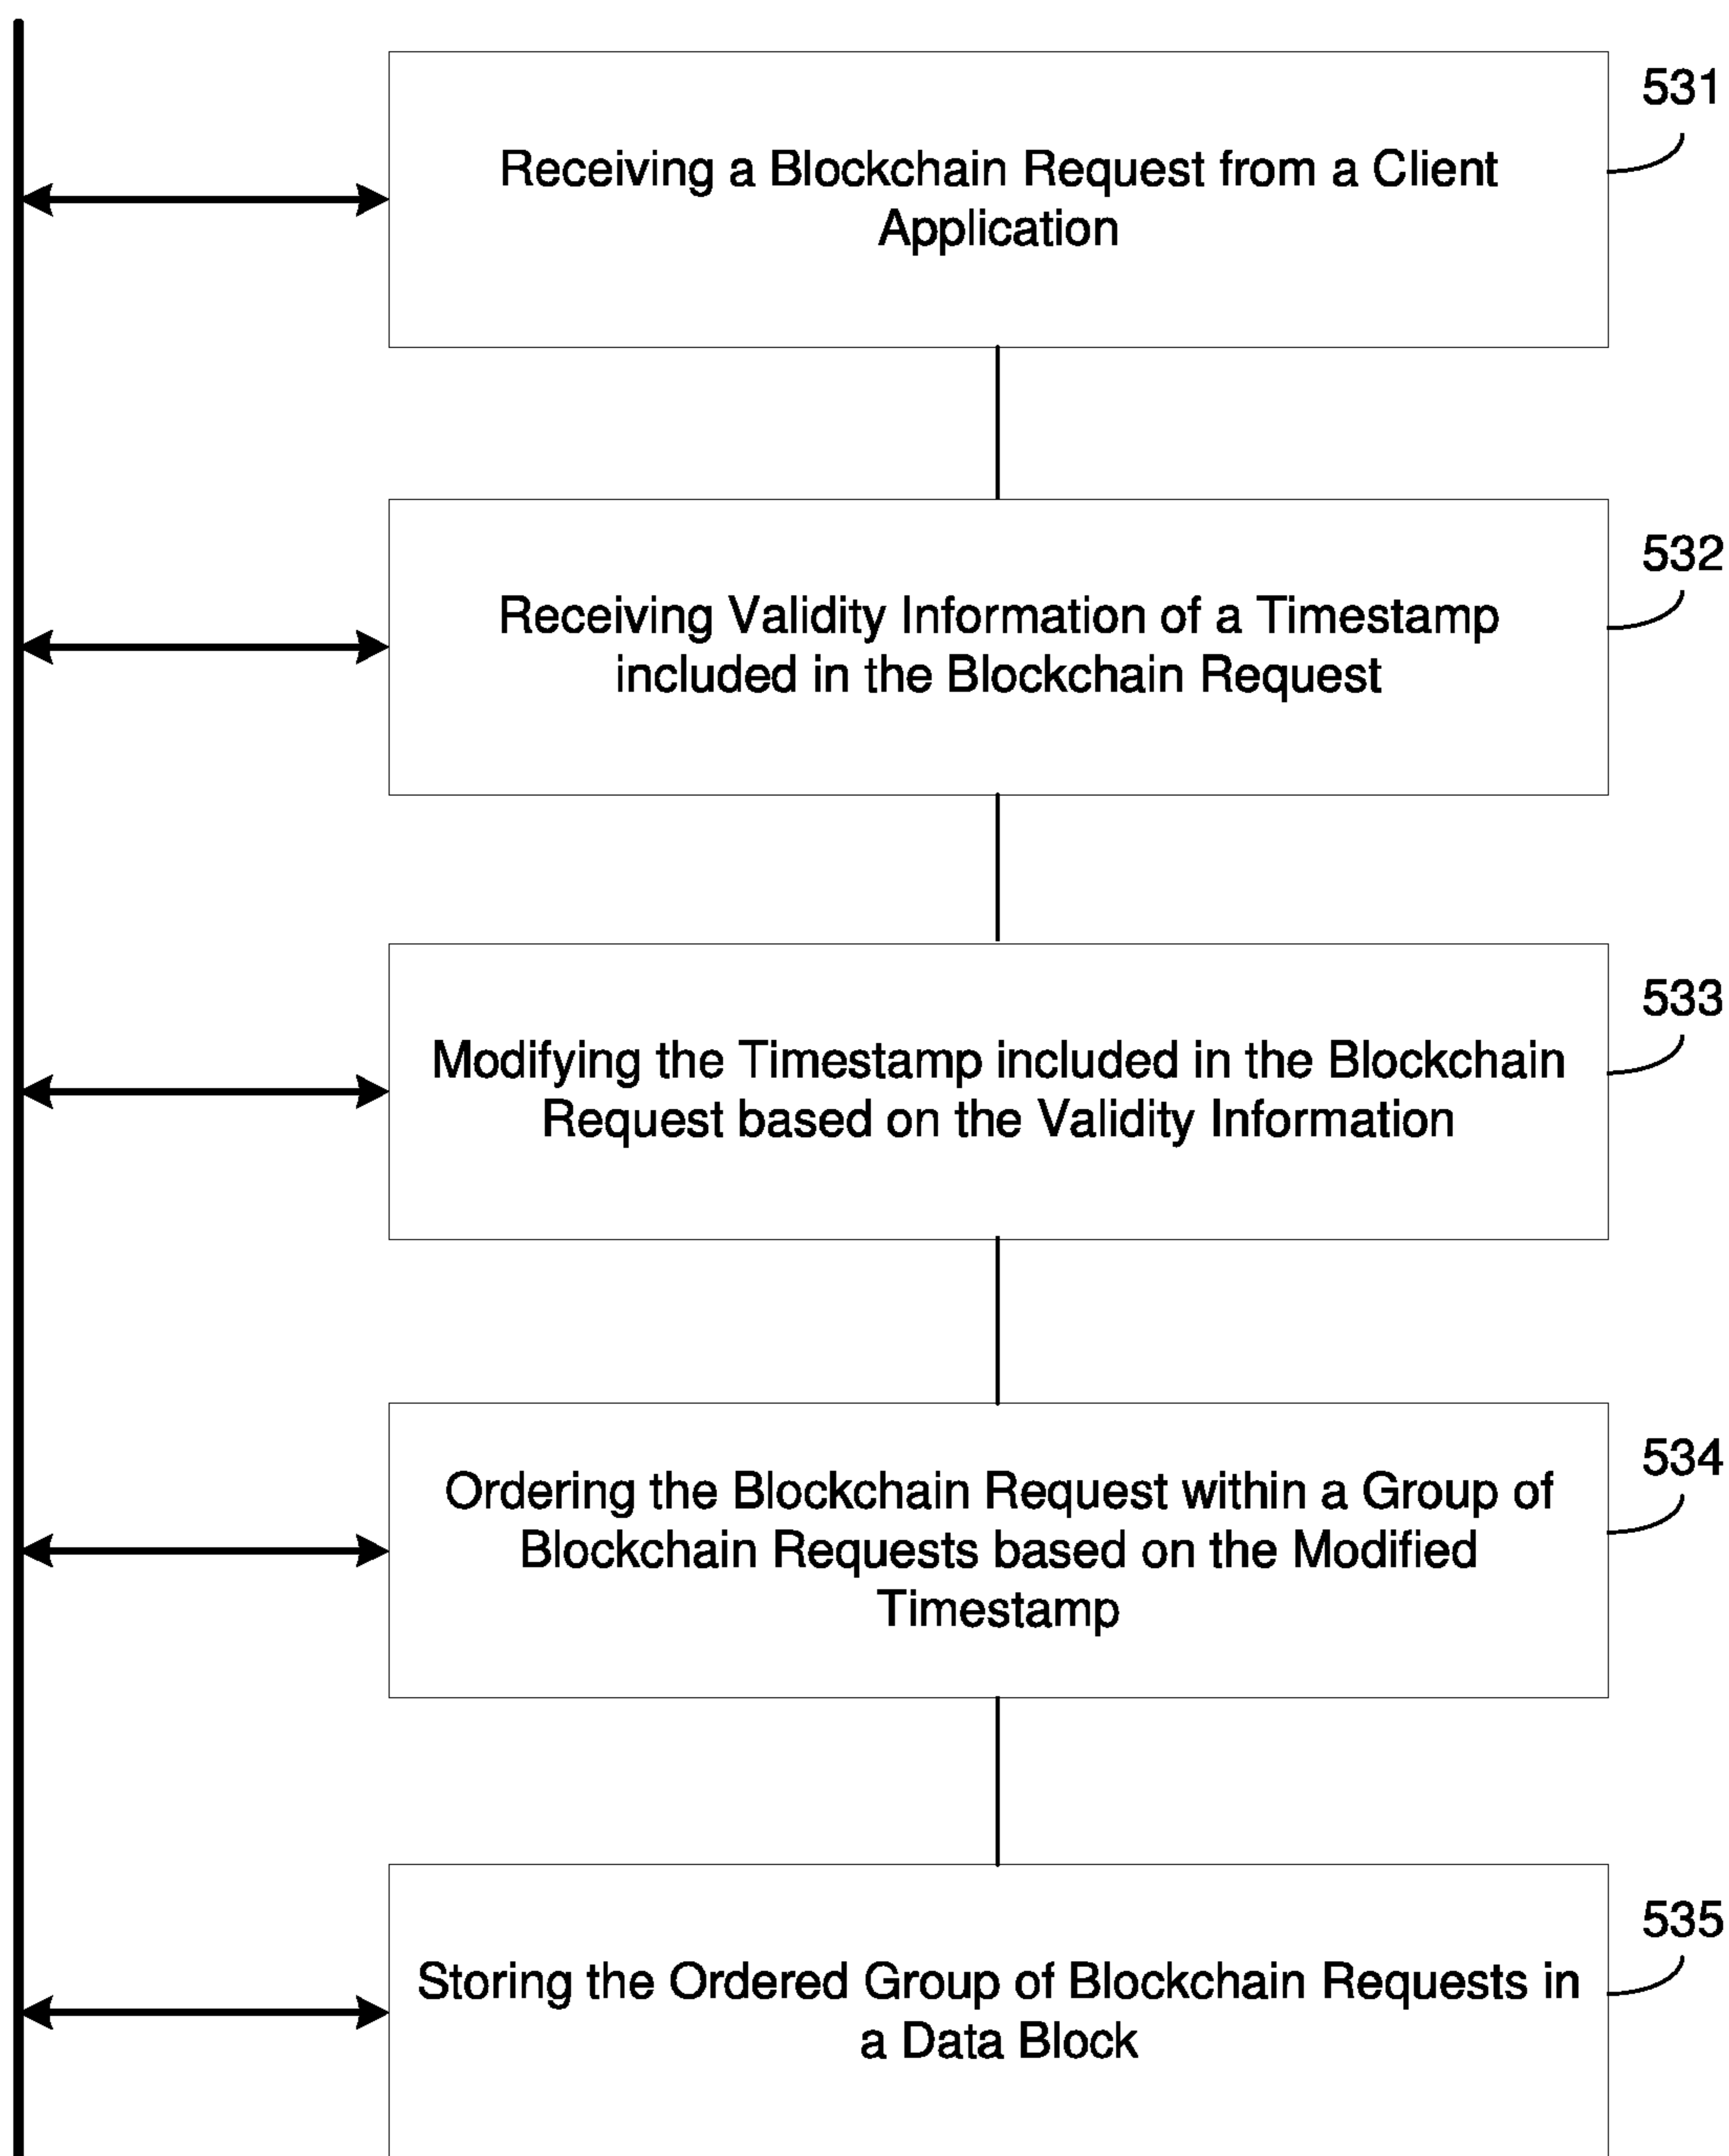 531
Receiving a Blockchain Request from a Client
Application
532
Receiving Validity Information of a Timestamp
included in the Blockchain Request
533
Modifying the Timestamp included in the Blockchain
Request based on the Validity Information
534
Ordering the Blockchain Request within a Group of
Blockchain Requests based on the Modified
Timestamp
535
Storing the Ordered Group of Blockchain Requests in
a Data Block